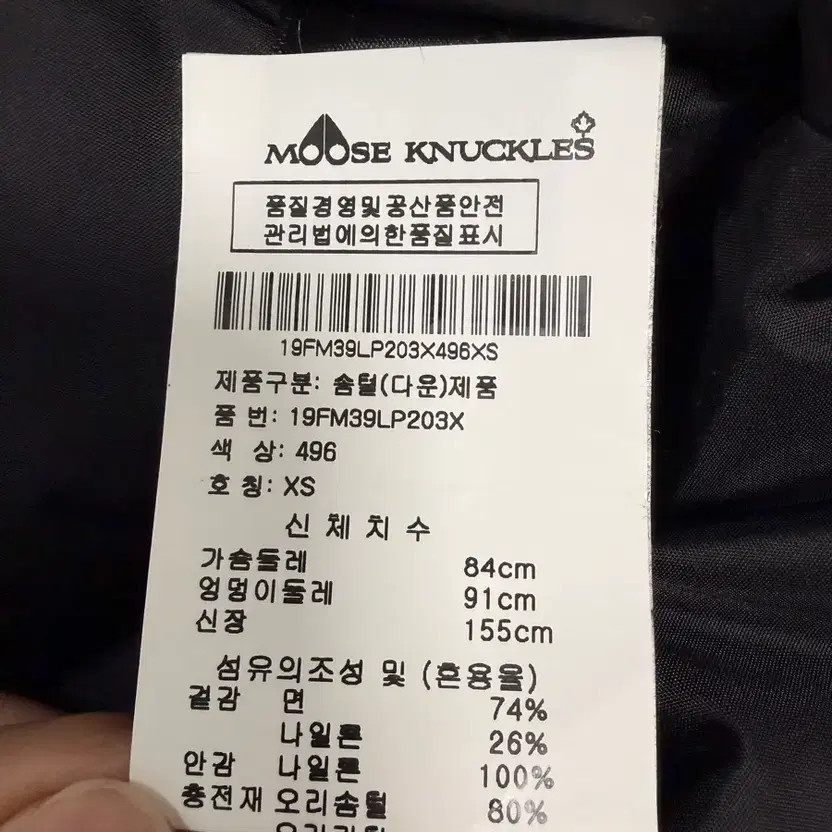 MOOSE KNUCKLES
품질경영및공산품안전
관리법에의한품질표시
19FM39LP203X496XS
제품구분: 솜털(다운)제품
품 번: 19FM39LP203X
색 상: 496
호 칭: XS
신 체 치 수
가슴둘레 84cm
엉덩이둘레 91cm
신장 155cm
섬유의조성 및 (혼용율)
겉감 면 74%
나일론 26%
안감 나일론 100%
충전재 오리솜털 80%